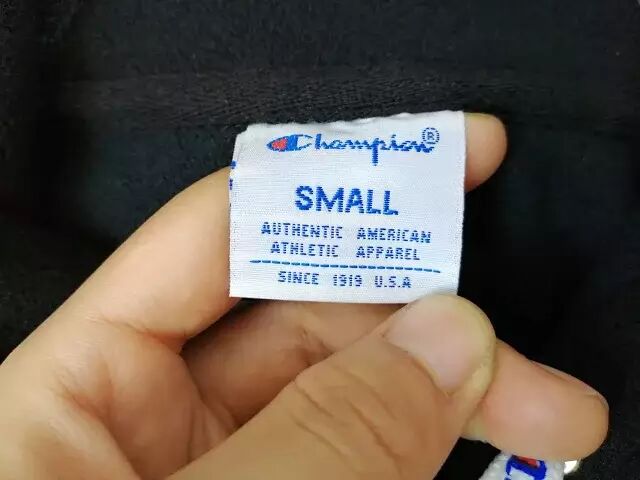 Champion®
SMALL
AUTHENTIC AMERICAN
ATHLETIC APPAREL
SINCE 1919 U.S.A